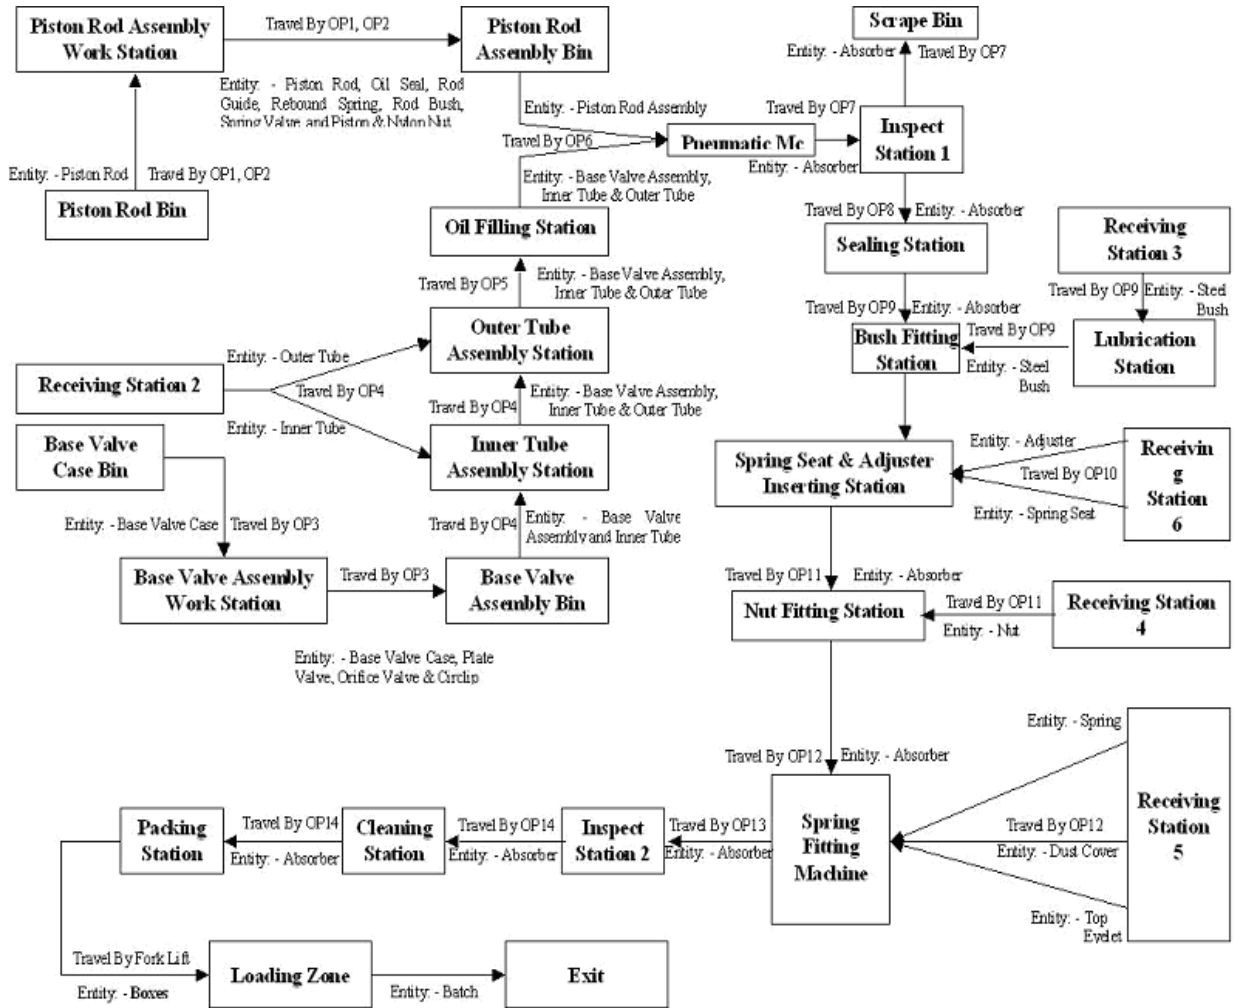 Piston Rod Assembly
Work Station
Travel By OP1, OP2
Piston Rod
Assembly Bin
Entity: - Piston Rod, Oil Seal, Rod
Guide, Rebound Spring, Rod Bush,
Spring Valve and Piston & Nylon Nut
Entity: - Piston Rod
Travel By OP1, OP2
Piston Rod Bin
Entity: - Piston Rod Assembly
Travel By OP6
Pneumatic Mc
Travel By OP7
Entity: - Absorber
Scrape Bin
Entity: - Absorber
Travel By OP7
Inspect
Station 1
Entity: - Base Valve Assembly,
Inner Tube & Outer Tube
Oil Filling Station
Travel By OP5
Entity: - Base Valve Assembly,
Inner Tube & Outer Tube
Outer Tube
Assembly Station
Entity: - Outer Tube
Receiving Station 2
Travel By OP4
Entity: - Inner Tube
Travel By OP4
Entity: - Base Valve Assembly,
Inner Tube & Outer Tube
Inner Tube
Assembly Station
Base Valve
Case Bin
Entity: - Base Valve Case
Travel By OP3
Travel By OP4
Entity: - Base Valve
Assembly and Inner Tube
Base Valve Assembly
Work Station
Travel By OP3
Base Valve
Assembly Bin
Entity: - Base Valve Case, Plate
Valve, Orifice Valve & Circlip
Travel By OP8
Entity: - Absorber
Sealing Station
Receiving
Station 3
Travel By OP9
Entity: - Absorber
Travel By OP9
Entity: - Steel
Bush
Bush Fitting
Station
Travel By OP9
Entity: - Steel
Bush
Lubrication
Station
Spring Seat & Adjuster
Inserting Station
Entity: - Adjuster
Travel By OP10
Entity: - Spring Seat
Receivin
g
Station
6
Travel By OP11
Entity: - Absorber
Nut Fitting Station
Travel By OP11
Entity: - Nut
Receiving Station
4
Travel By OP12
Entity: - Absorber
Entity: - Spring
Travel By OP12
Entity: - Dust Cover
Entity: - Top
Eyelet
Receiving
Station
5
Spring
Fitting
Machine
Travel By OP13
Entity: - Absorber
Inspect
Station 2
Travel By OP14
Entity: - Absorber
Cleaning
Station
Travel By OP14
Entity: - Absorber
Packing
Station
Travel By Fork Lift
Entity: - Boxes
Loading Zone
Entity: - Batch
Exit